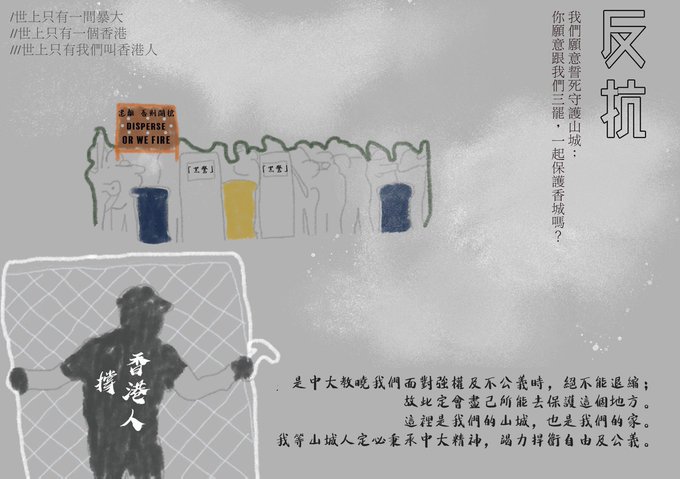 /世上只有一間暴大
//世上只有一個香港
///世上只有我們叫香港人
反抗
我們願意誓死守護山城：
你願意跟我們三罷，一起保護香城嗎？
速離 否則開槍
DISPERSE
OR WE FIRE
「黑警」
「黑警」
香港人
撐
是中大教曉我們面對強權及不公義時，絕不能退縮；
故此定會盡己所能去保護這個地方。
這裡是我們的山城，也是我們的家。
我等山城人定必秉承中大精神，竭力捍衛自由及公義。